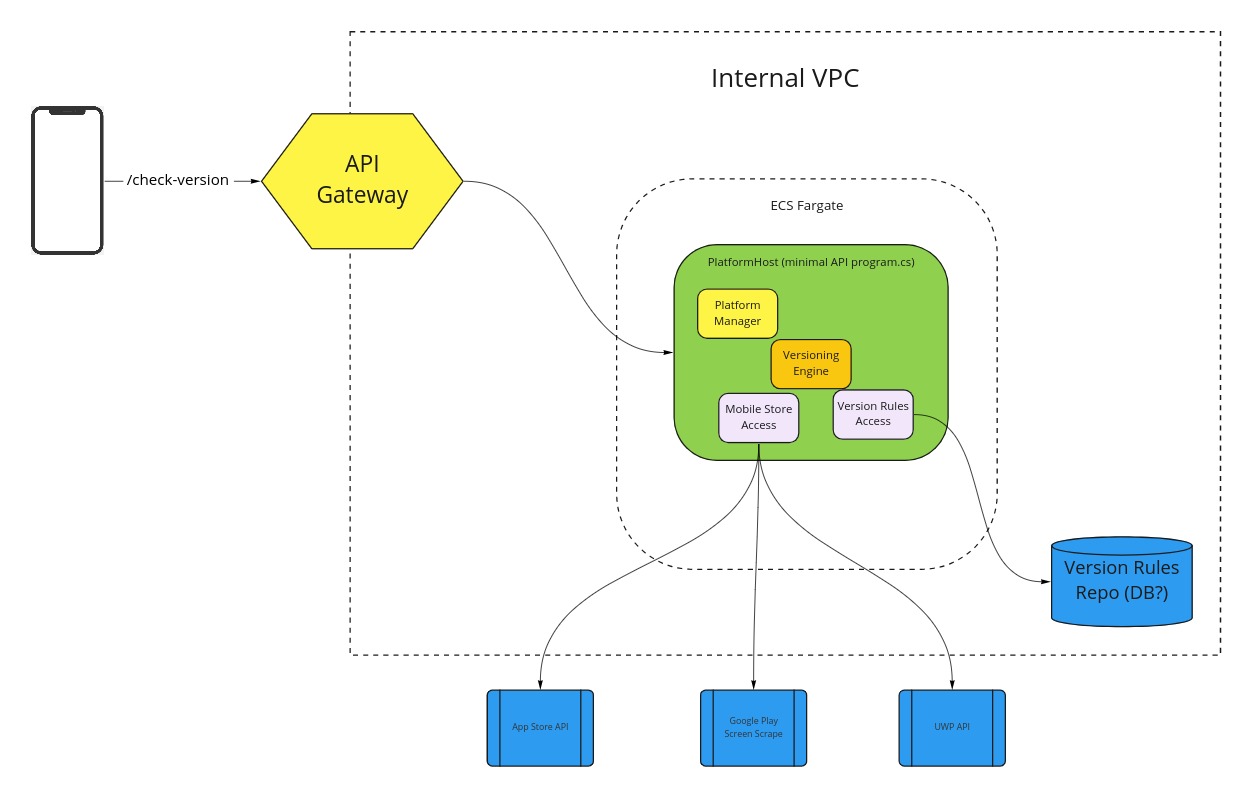 Internal VPC
/check-version
API
Gateway
ECS Fargate
PlatformHost (minimal API program.cs)
Platform
Manager
Versioning
Engine
Mobile Store
Access
Version Rules
Access
Version Rules
Repo (DB?)
App Store API
Google Play
Screen Scrape
UWP API